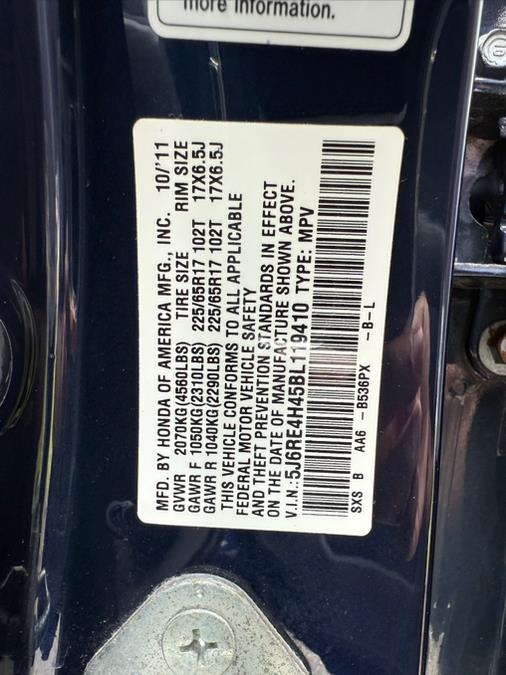 more information.
MFD. BY HONDA OF AMERICA MFG., INC. 10/'11
GVWR 2070KG(4560LBS) TIRE SIZE RIM SIZE
GAWR F 1050KG(2310LBS) 225/65R17 102T 17X6.5J
GAWR R 1040KG(2290LBS) 225/65R17 102T 17X6.5J
THIS VEHICLE CONFORMS TO ALL APPLICABLE
FEDERAL MOTOR VEHICLE SAFETY
AND THEFT PREVENTION STANDARDS IN EFFECT
ON THE DATE OF MANUFACTURE SHOWN ABOVE.
V.I.N.:5J6RE4H45BL119410 TYPE: MPV
SXS B AA6 -B536PX -B-L